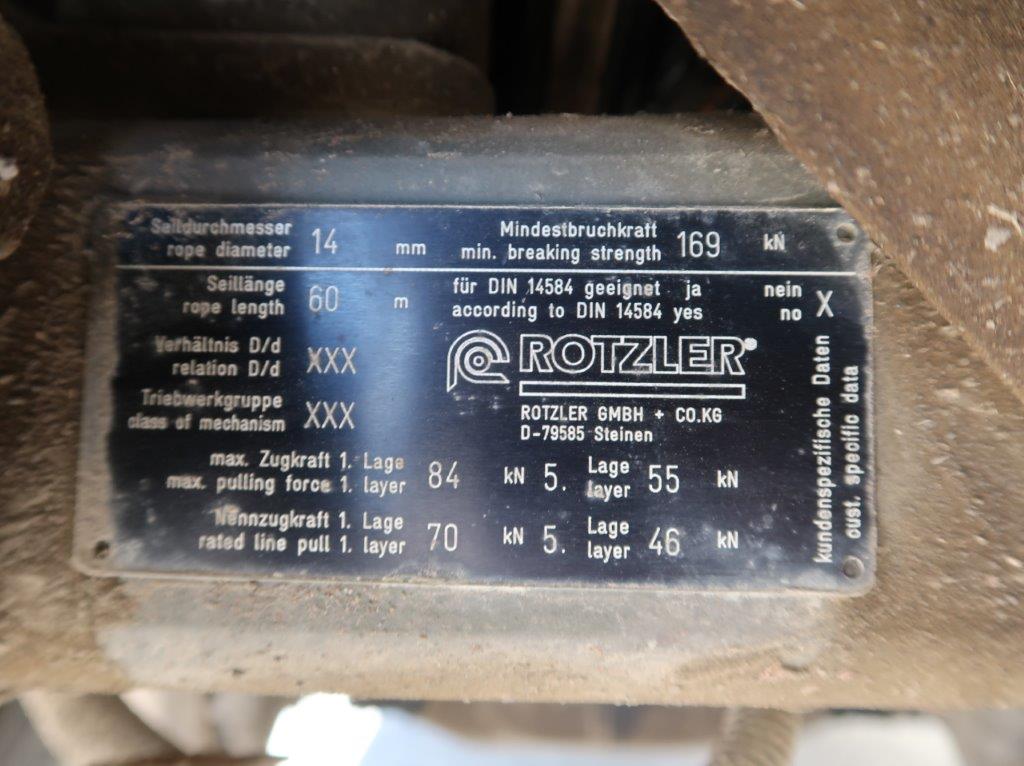 Seildurchmesser
rope diameter 14 mm
Mindestbruchkraft
min. breaking strength 169 kN
Seillänge
rope length 60 m
für DIN 14584 geeignet ja nein
according to DIN 14584 yes no X
Verhältnis D/d
relation D/d XXX
ROTZLER®
Triebwerkgruppe
class of mechanism XXX
ROTZLER GMBH + CO.KG
D-79585 Steinen
max. Zugkraft 1. Lage
max. pulling force 1. layer 84 kN 5. Lage
layer 55 kN
Nennzugkraft 1. Lage
rated line pull 1. layer 70 kN 5. Lage
layer 46 kN
kundenspezifische Daten
cust. specific data